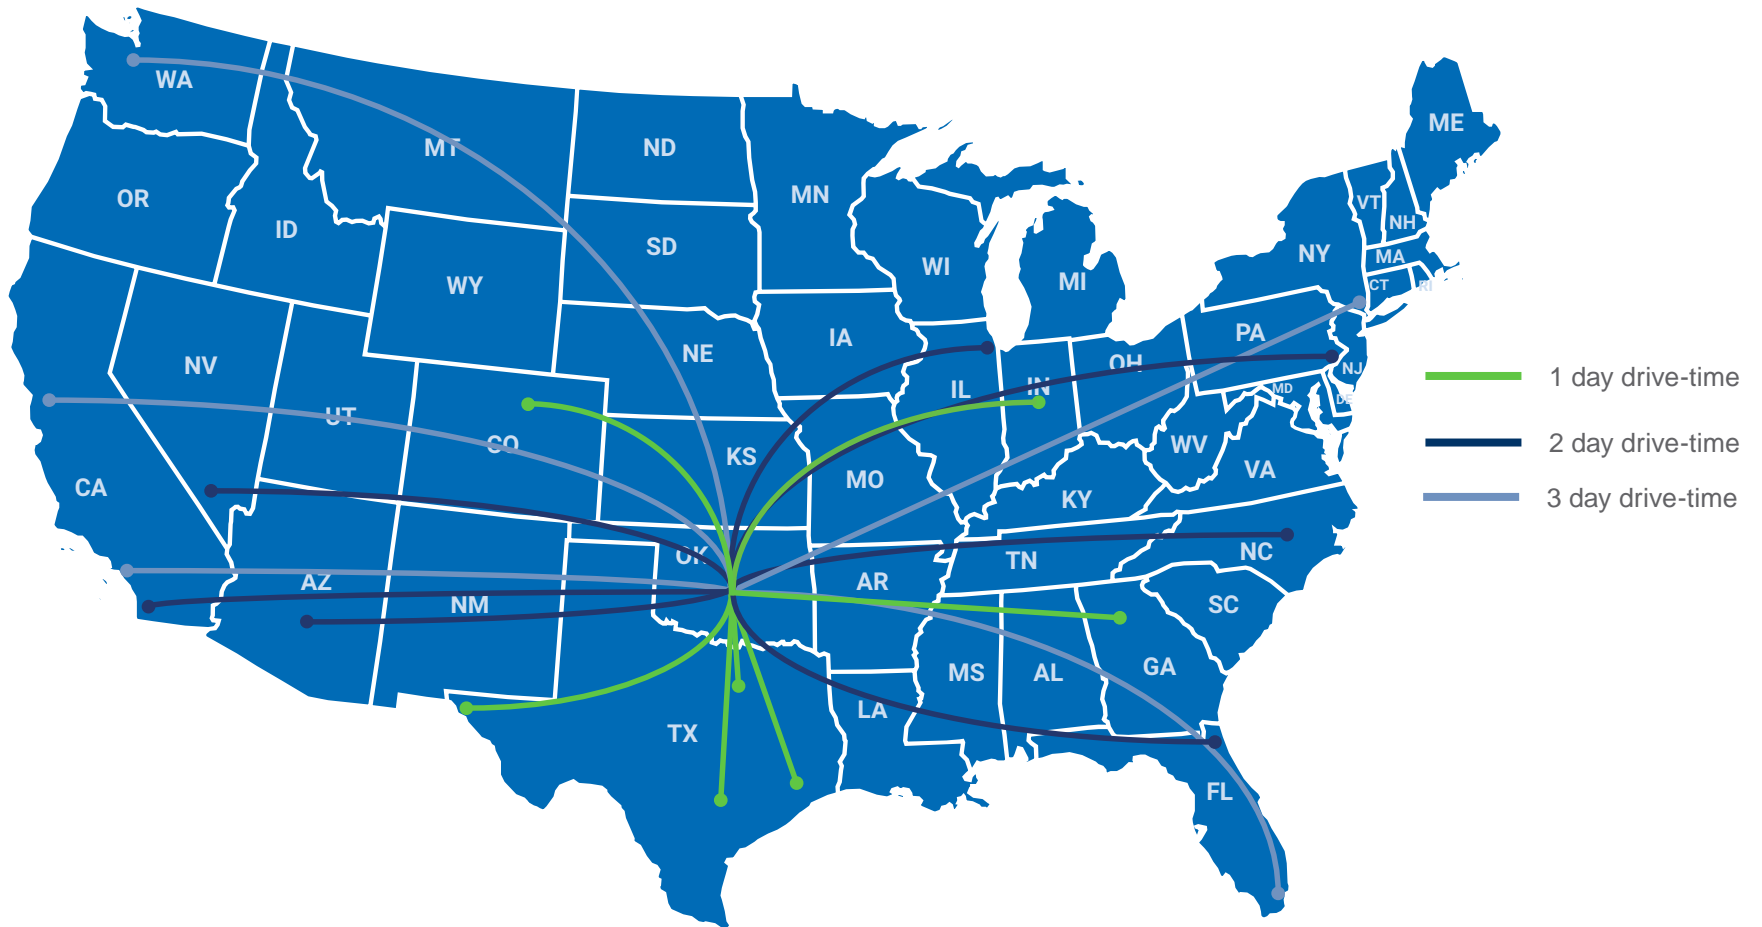 WA
MT
ND
MN
ME
OR
ID
SD
WI
MI
NY
VT
NH
MA
CT
RI
WY
NV
UT
CO
NE
IA
IL
IN
OH
PA
NJ
MD
DE
CA
KS
MO
KY
WV
VA
AZ
NM
OK
AR
TN
NC
SC
TX
LA
MS
AL
GA
FL
1 day drive-time
2 day drive-time
3 day drive-time